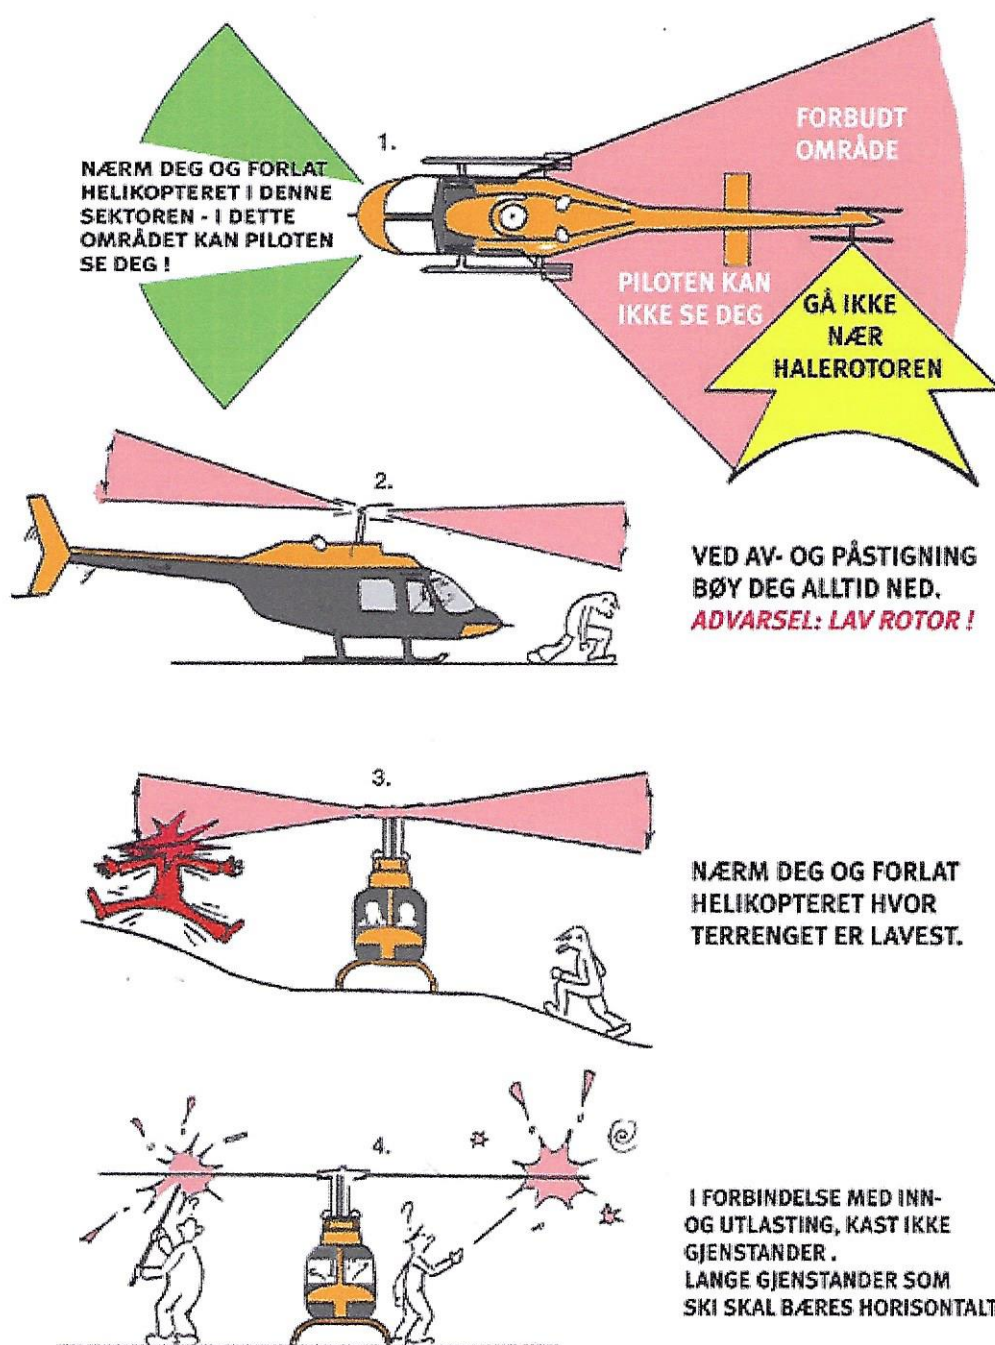 1.
NÆRM DEG OG FORLAT
HELIKOPTERET I DENNE
SEKTOREN - I DETTE
OMRÅDET KAN PILOTEN
SE DEG !
FORBUDT
OMRÅDE
PILOTEN KAN
IKKE SE DEG
GÅ IKKE
NÆR
HALEROTOREN
2.
VED AV- OG PÅSTIGNING
BØY DEG ALLTID NED.
ADVARSEL: LAV ROTOR !
3.
NÆRM DEG OG FORLAT
HELIKOPTERET HVOR
TERRENGET ER LAVEST.
4.
?
?
I FORBINDELSE MED INN-
OG UTLASTING, KAST IKKE
GJENSTANDER .
LANGE GJENSTANDER SOM
SKI SKAL BÆRES HORISONTALT